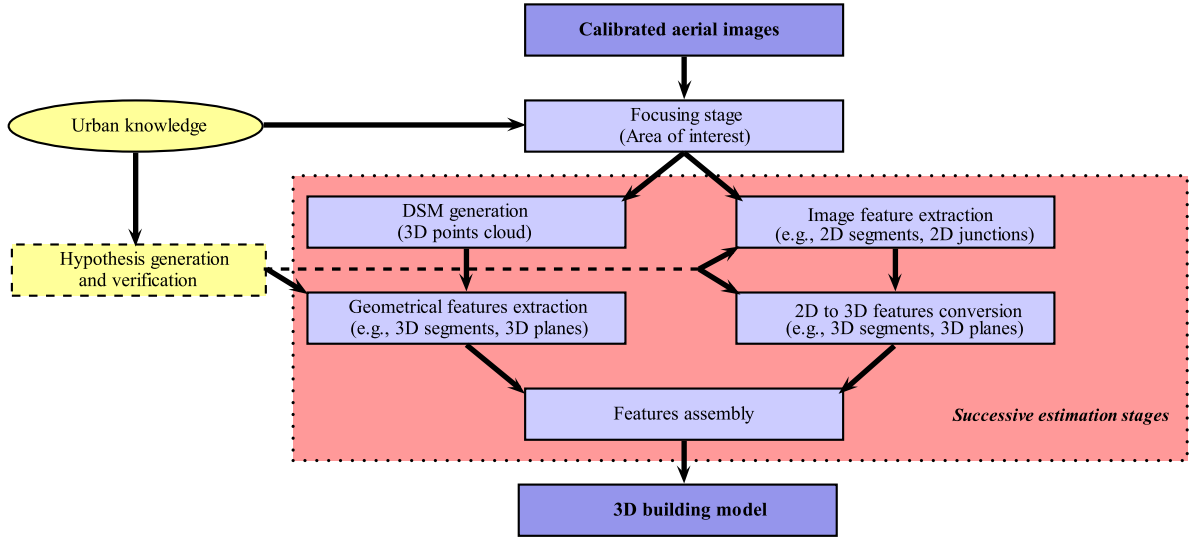 Calibrated aerial images
Urban knowledge
Focusing stage
(Area of interest)
DSM generation
(3D points cloud)
Image feature extraction
(e.g., 2D segments, 2D junctions)
Hypothesis generation
and verification
Geometrical features extraction
(e.g., 3D segments, 3D planes)
2D to 3D features conversion
(e.g., 3D segments, 3D planes)
Features assembly
Successive estimation stages
3D building model